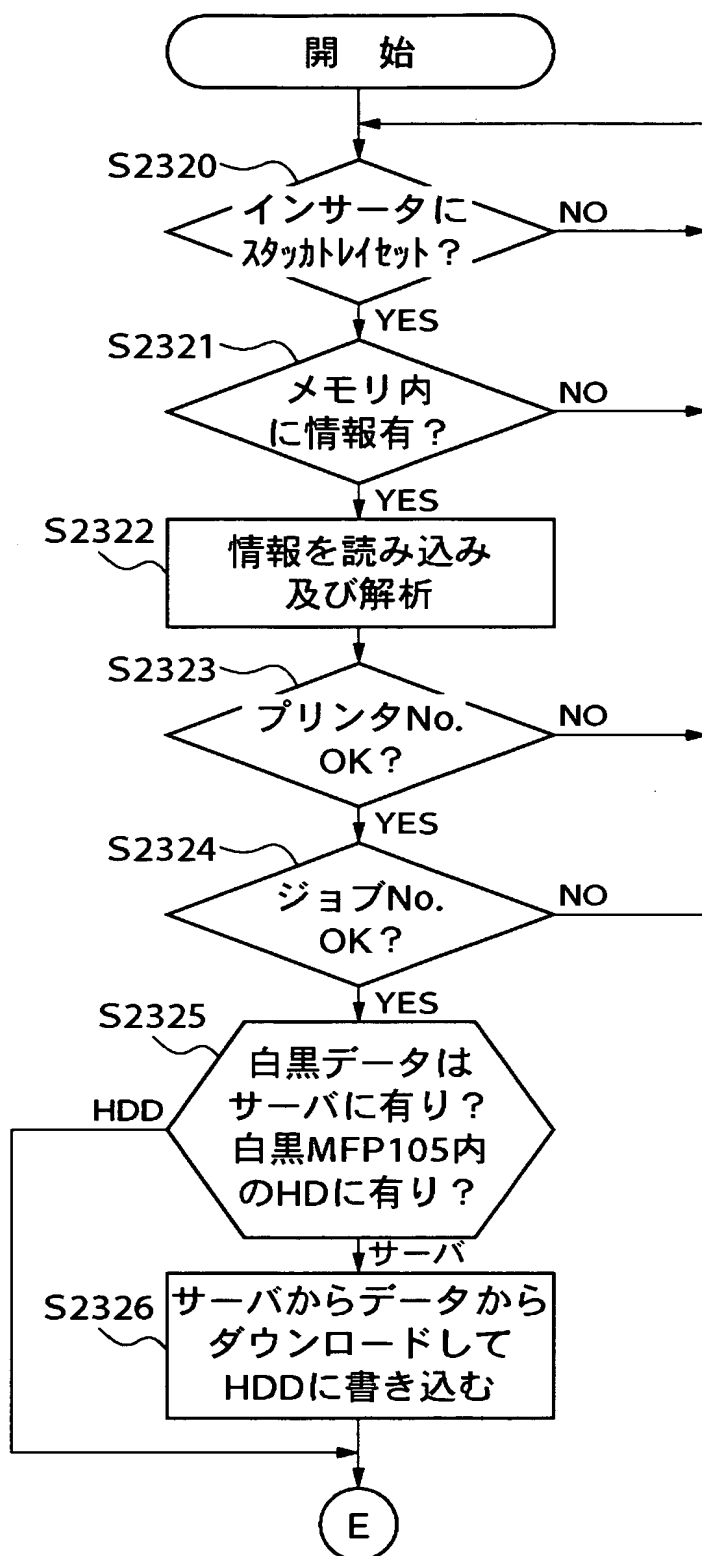 開 始
S2320
インサータに
スタッカトレイセット？
NO
YES
S2321
メモリ内
に情報有？
NO
YES
S2322
情報を読み込み
及び解析
S2323
プリンタNo.
OK？
NO
YES
S2324
ジョブNo.
OK？
NO
YES
S2325
白黒データは
サーバに有り？
白黒MFP105内
のHDに有り？
HDD
サーバ
S2326
サーバからデータから
ダウンロードして
HDDに書き込む
E